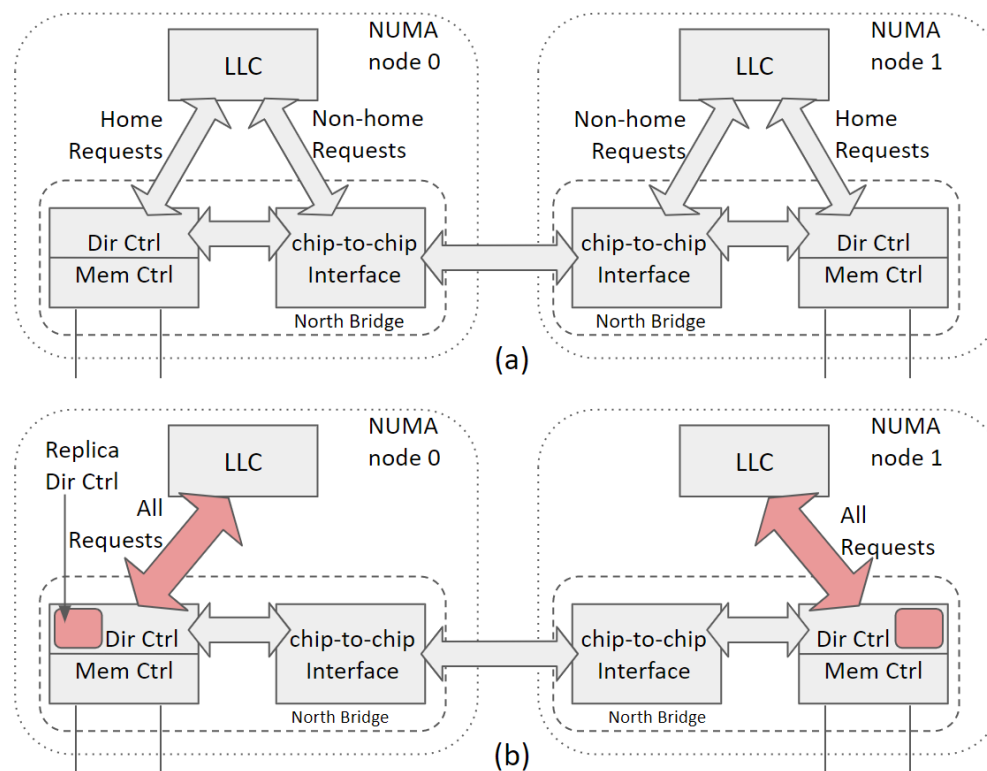 NUMA
node 0
LLC
Home
Requests
Non-home
Requests
Dir Ctrl
Mem Ctrl
chip-to-chip
Interface
North Bridge
NUMA
node 1
LLC
Non-home
Requests
Home
Requests
chip-to-chip
Interface
Dir Ctrl
Mem Ctrl
North Bridge
(a)
NUMA
node 0
Replica
Dir Ctrl
LLC
All
Requests
Dir Ctrl
Mem Ctrl
chip-to-chip
Interface
North Bridge
NUMA
node 1
LLC
All
Requests
chip-to-chip
Interface
Dir Ctrl
Mem Ctrl
North Bridge
(b)